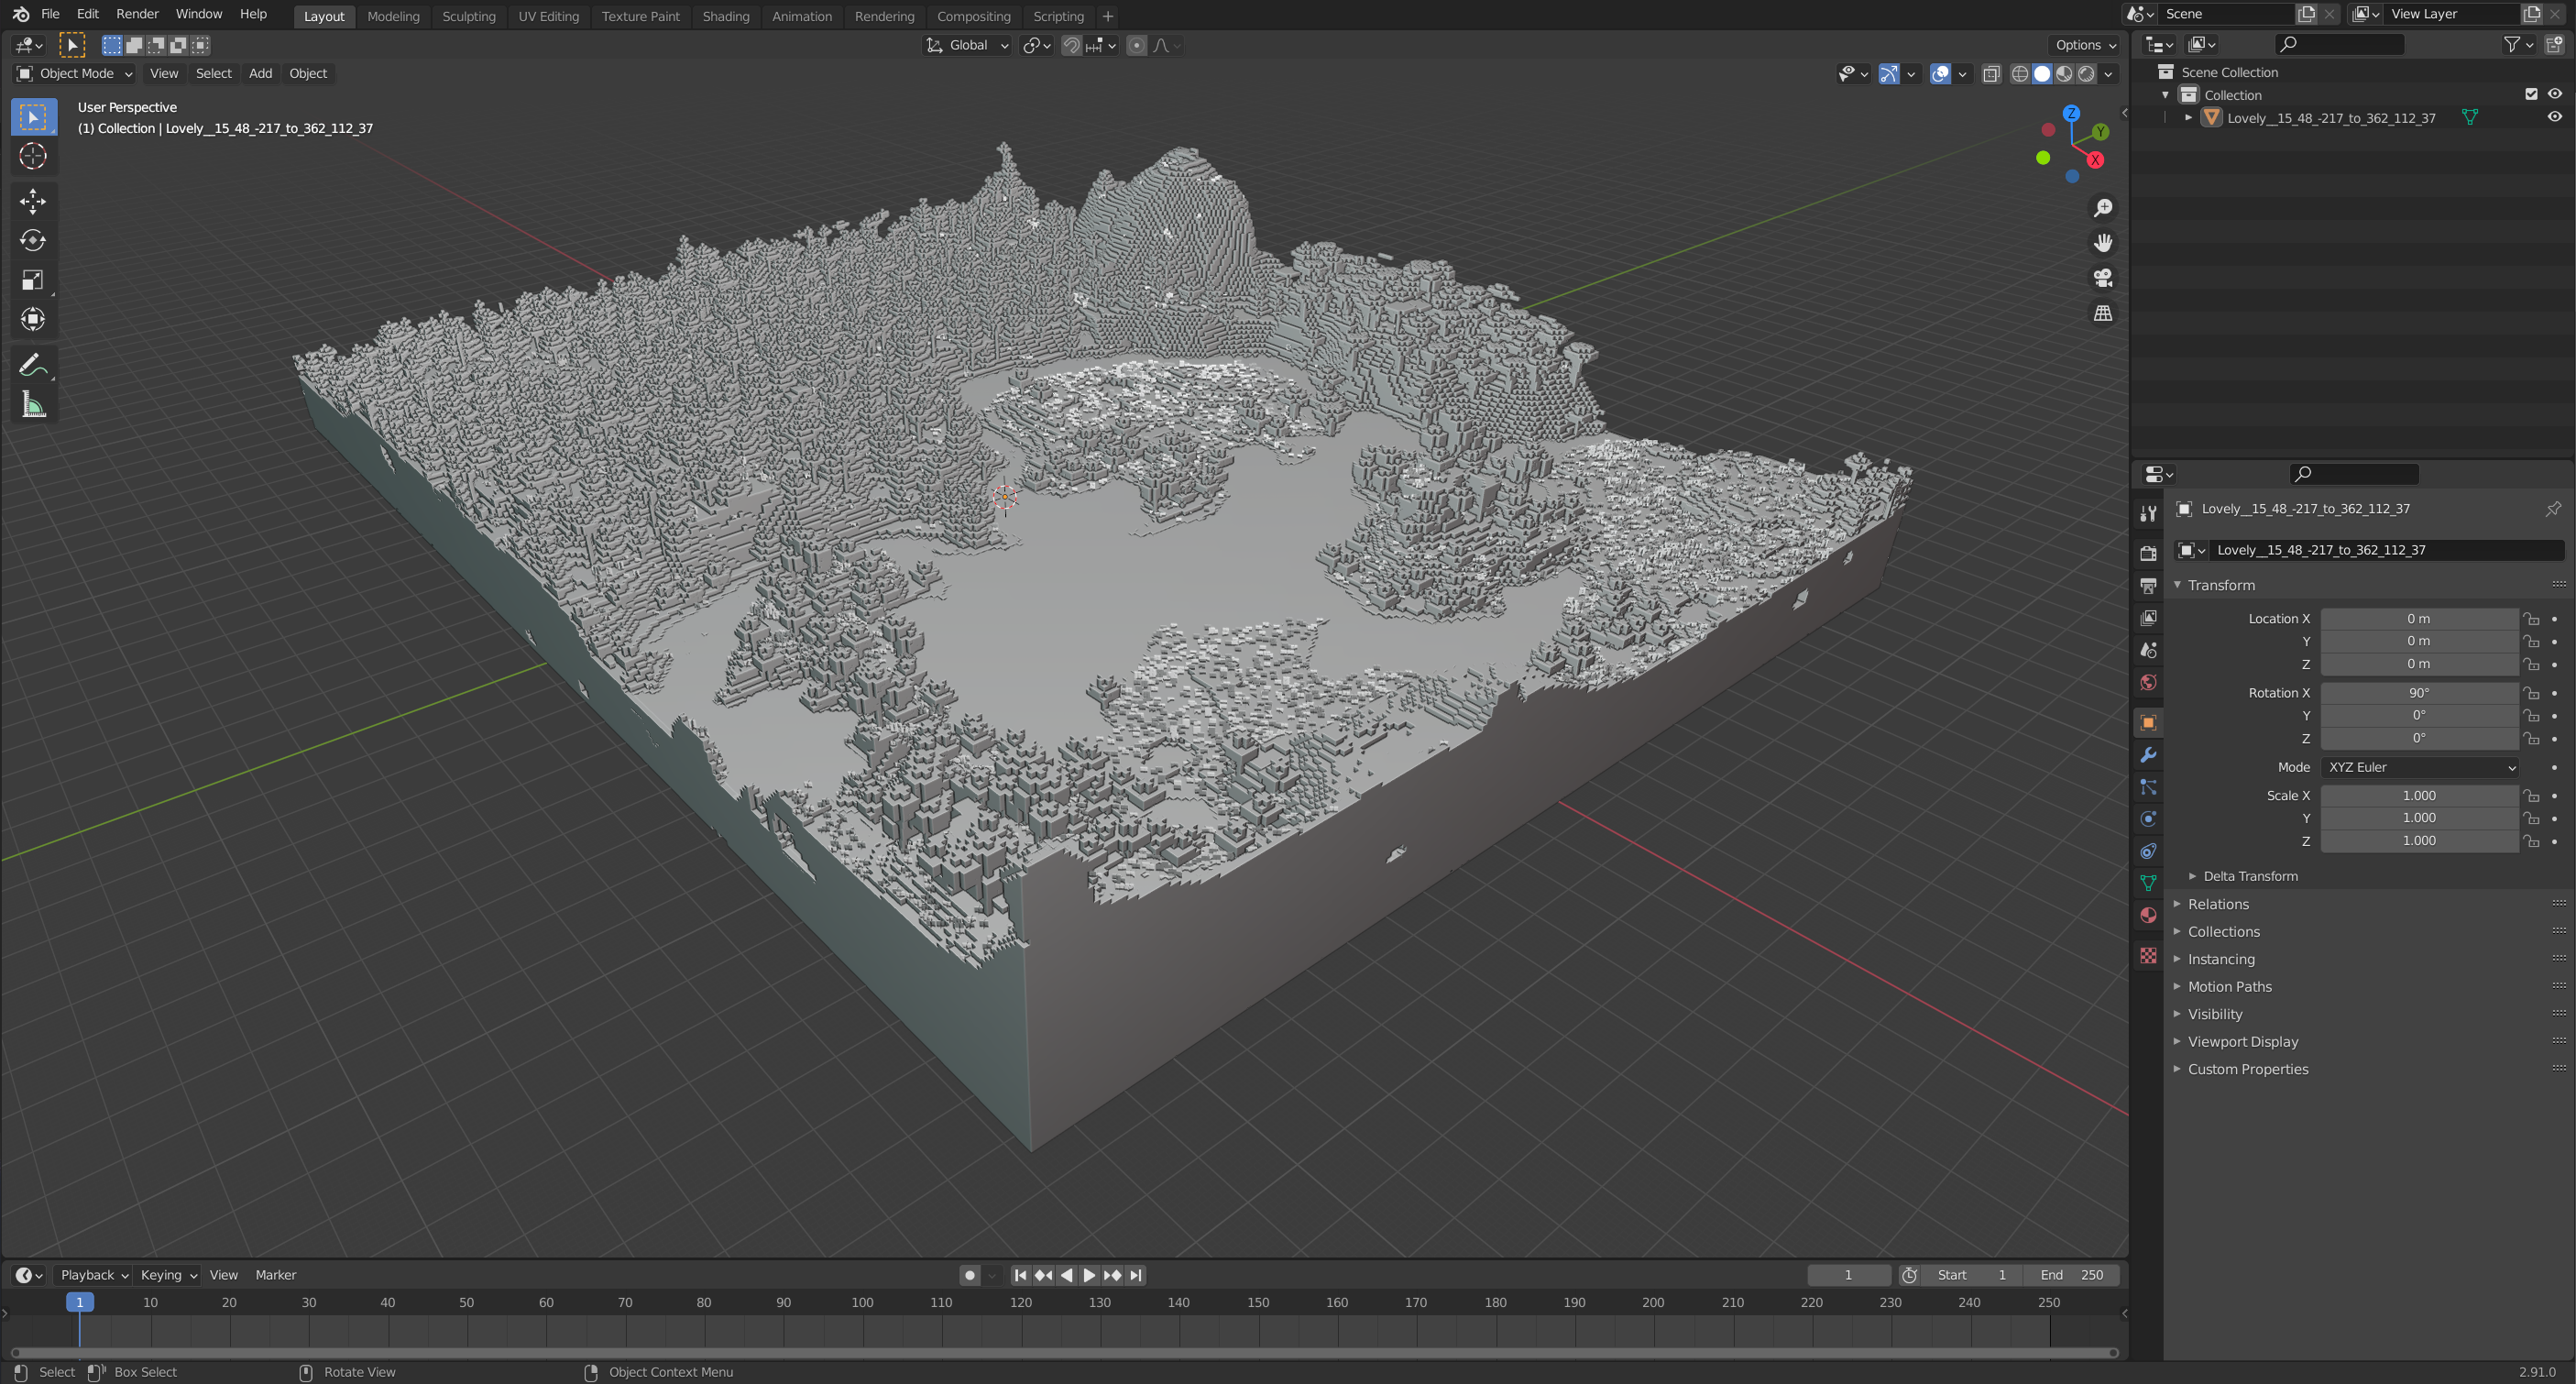 File Edit Render Window Help Layout Modeling Sculpting UV Editing Texture Paint Shading Animation Rendering Compositing Scripting + Scene View Layer
Global Options
Object Mode View Select Add Object
User Perspective
(1) Collection | Lovely__15_48_-217_to_362_112_37
Z
Y
X
Scene Collection
Collection
Lovely__15_48_-217_to_362_112_37
Lovely__15_48_-217_to_362_112_37
Lovely__15_48_-217_to_362_112_37
Transform
Location X 0 m
Y 0 m
Z 0 m
Rotation X 90°
Y 0°
Z 0°
Mode XYZ Euler
Scale X 1.000
Y 1.000
Z 1.000
Delta Transform
Relations
Collections
Instancing
Motion Paths
Visibility
Viewport Display
Custom Properties
Playback Keying View Marker 1 Start 1 End 250
1 10 20 30 40 50 60 70 80 90 100 110 120 130 140 150 160 170 180 190 200 210 220 230 240 250
Select Box Select Rotate View Object Context Menu 2.91.0